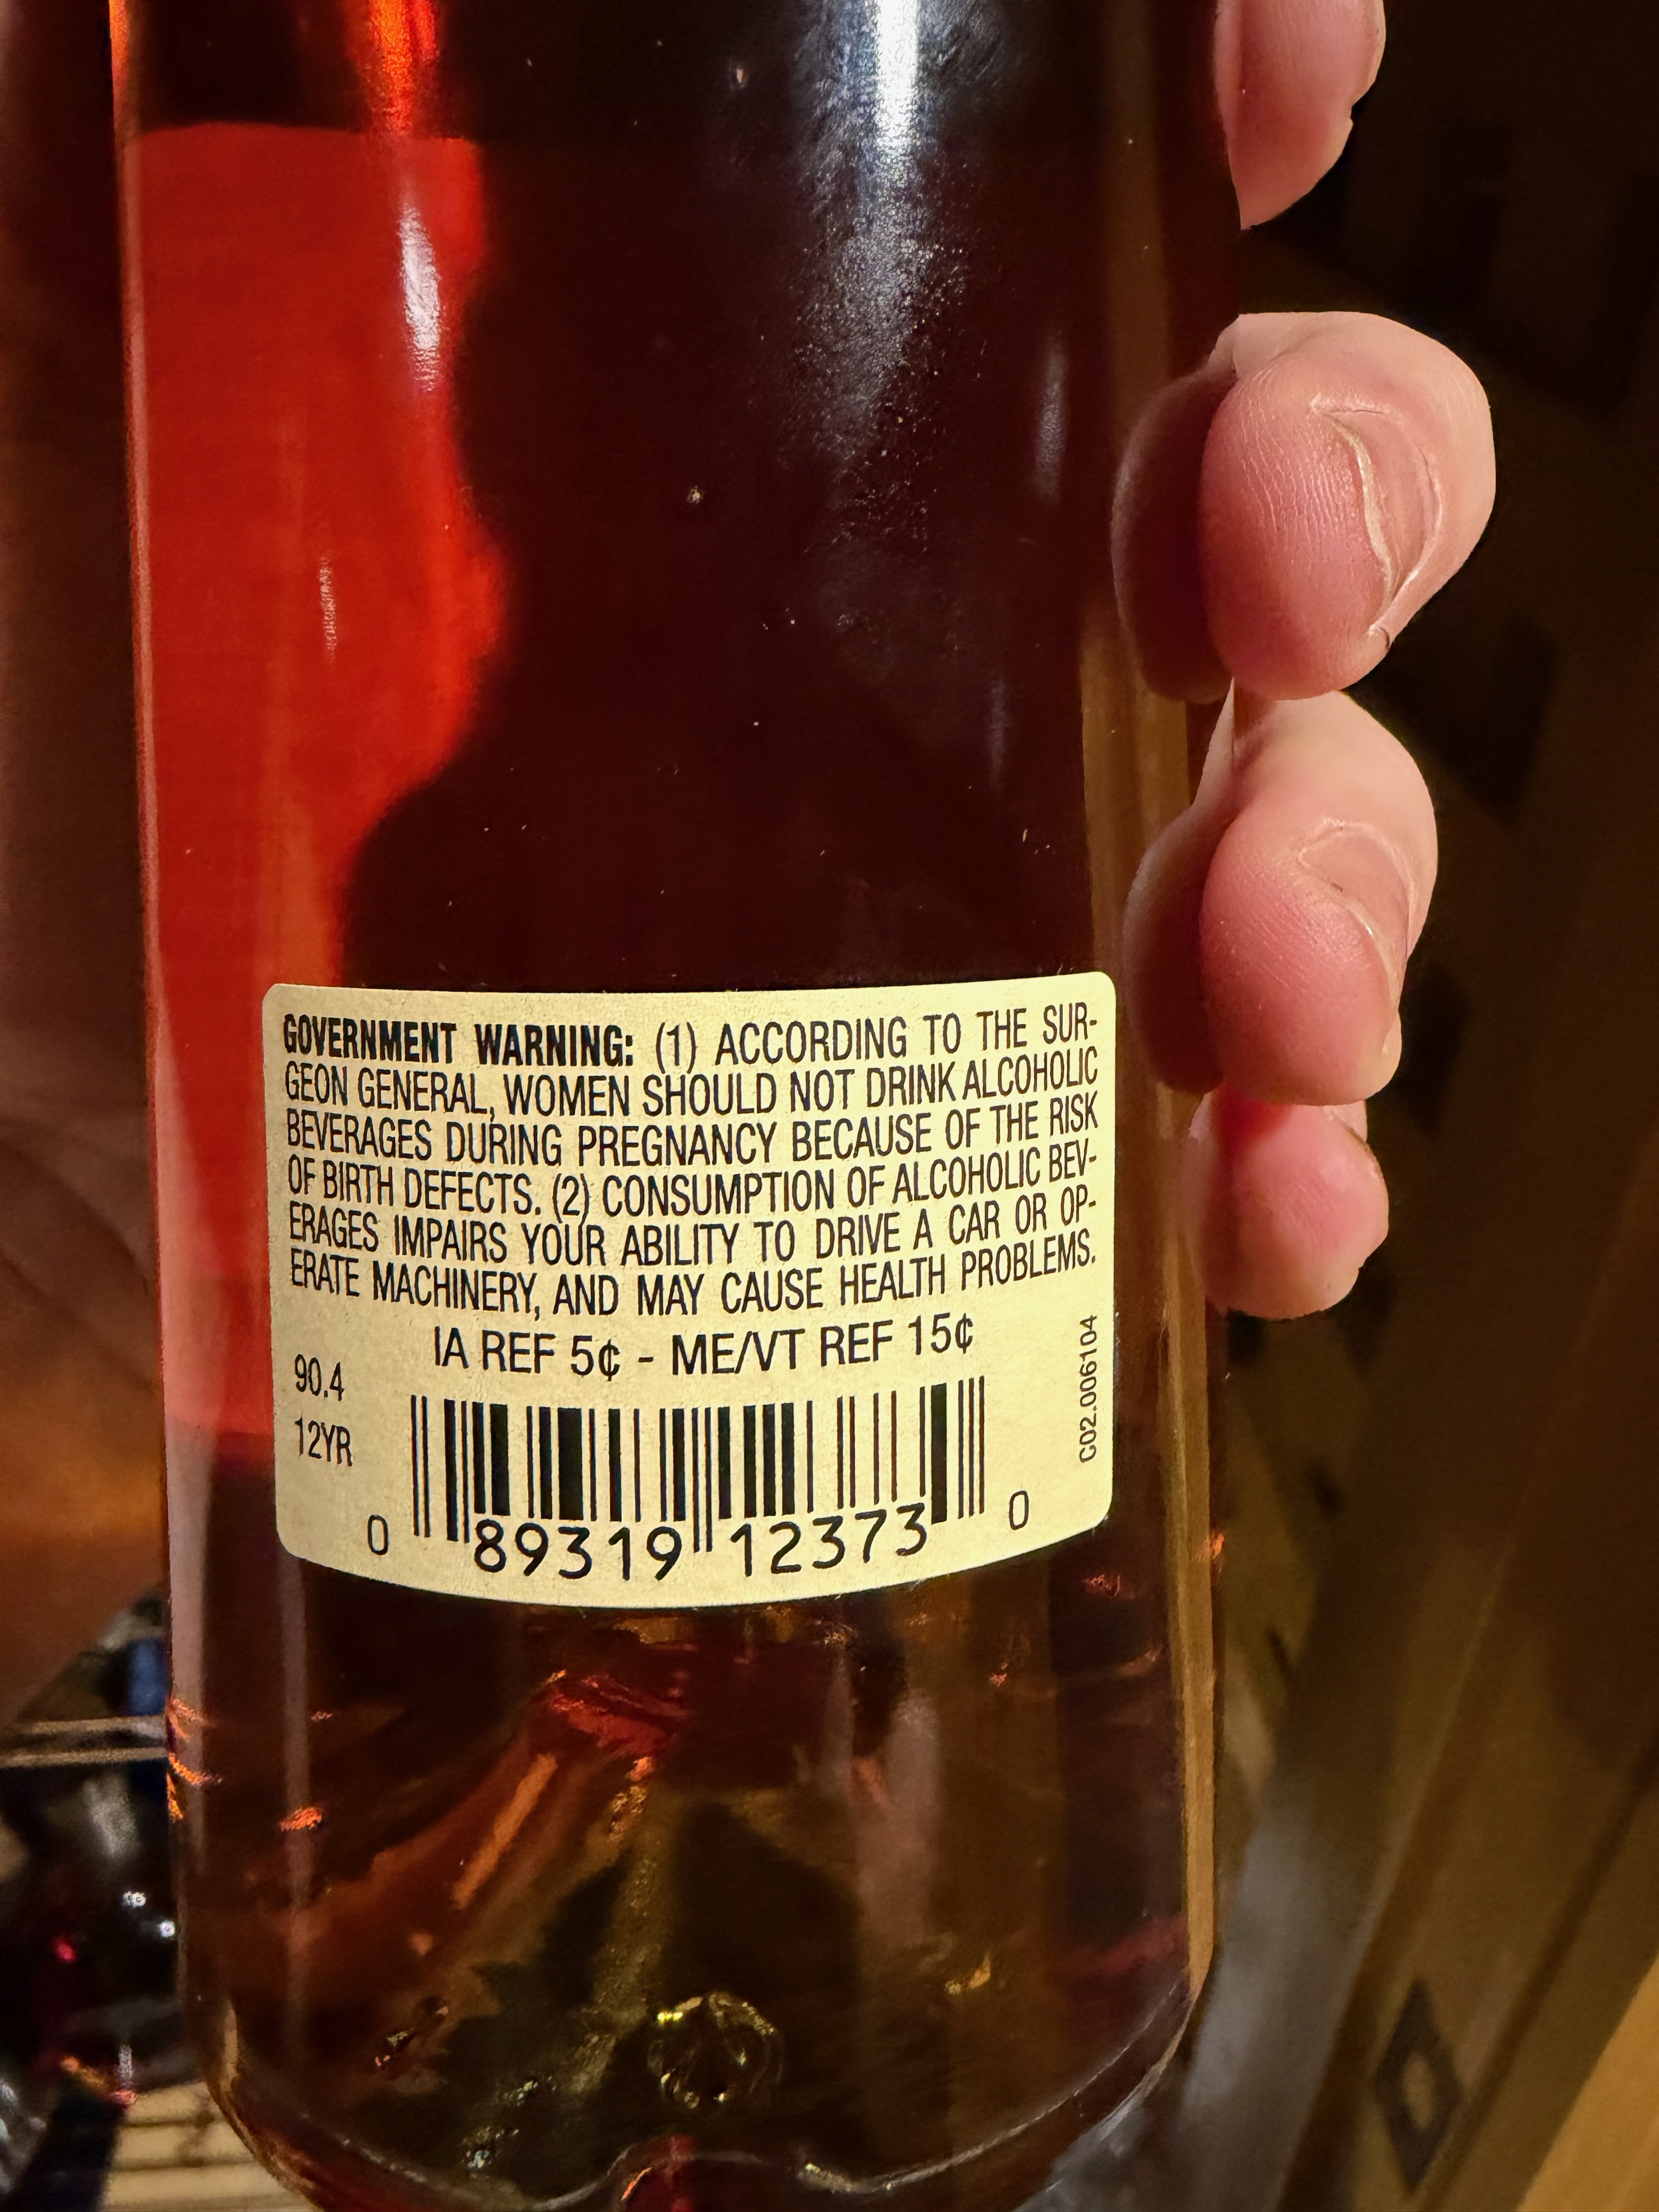 GOVERNMENT WARNING: (1) ACCORDING TO THE SUR-
GEON GENERAL, WOMEN SHOULD NOT DRINK ALCOHOLIC
BEVERAGES DURING PREGNANCY BECAUSE OF THE RISK
OF BIRTH DEFECTS. (2) CONSUMPTION OF ALCOHOLIC BEV-
ERAGES IMPAIRS YOUR ABILITY TO DRIVE A CAR OR OP-
ERATE MACHINERY, AND MAY CAUSE HEALTH PROBLEMS.
IA REF 5¢ - ME/VT REF 15¢
90.4
12YR
C02.006104
0 89319 12373 0